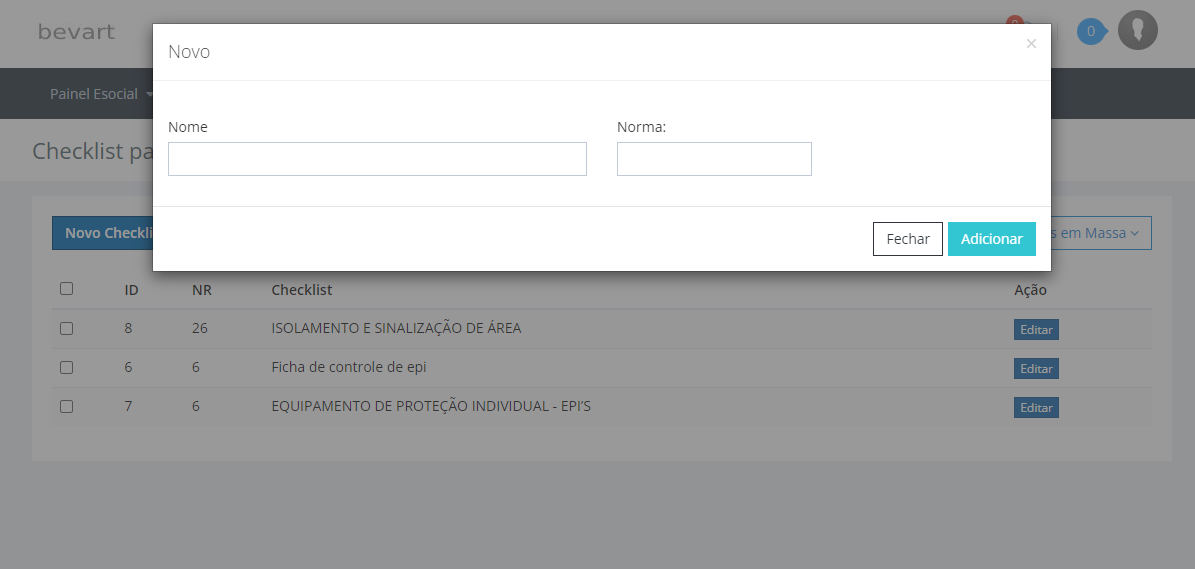 bevart
0
0
Novo
×
Painel Esocial
Checklist pa
Nome
Norma:
Novo Checkli
s em Massa
Fechar
Adicionar
ID NR Checklist Ação
8 26 ISOLAMENTO E SINALIZAÇÃO DE ÁREA Editar
6 6 Ficha de controle de epi Editar
7 6 EQUIPAMENTO DE PROTEÇÃO INDIVIDUAL - EPI'S Editar